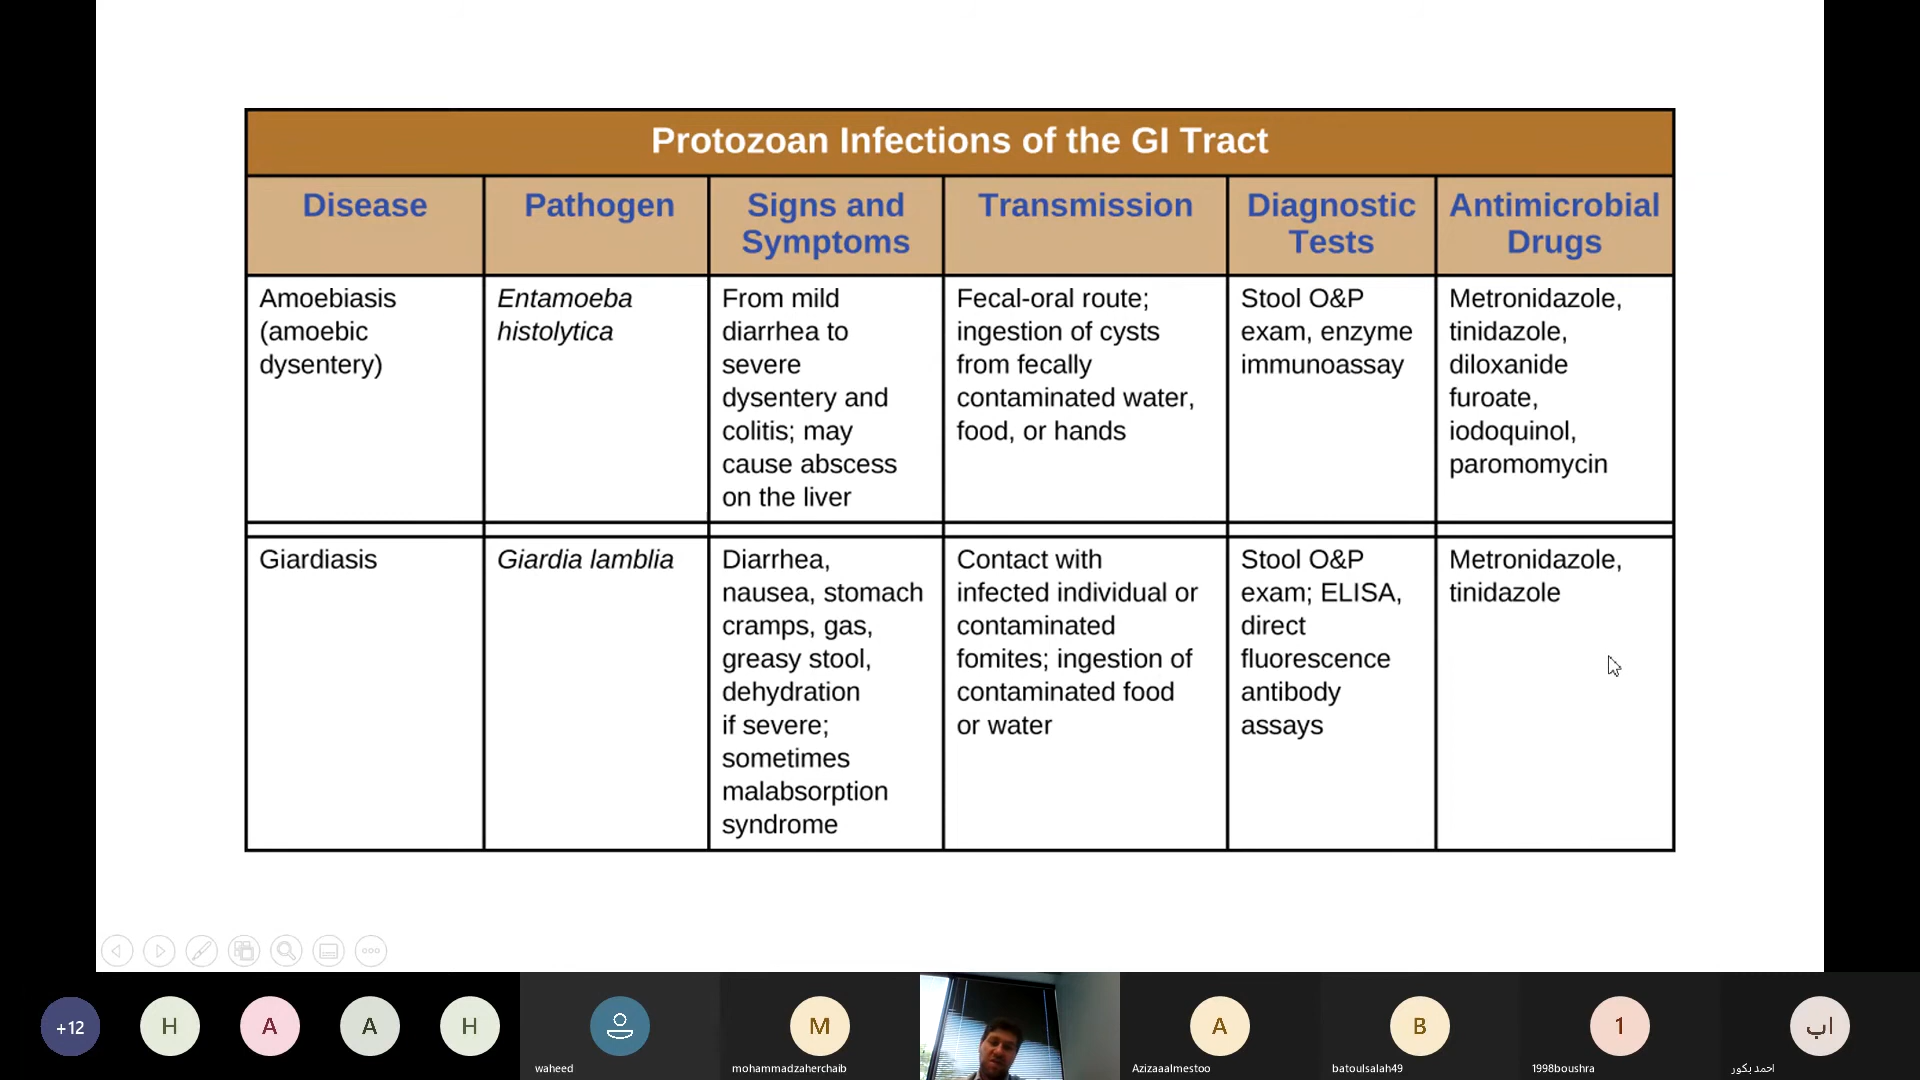 Protozoan Infections of the GI Tract
Disease
Pathogen
Signs and
Symptoms
Transmission
Diagnostic
Tests
Antimicrobial
Drugs
Amoebiasis
(amoebic
dysentery)
Entamoeba
histolytica
From mild
diarrhea to
severe
dysentery and
colitis; may
cause abscess
on the liver
Fecal-oral route;
ingestion of cysts
from fecally
contaminated water,
food, or hands
Stool O&P
exam, enzyme
immunoassay
Metronidazole,
tinidazole,
diloxanide
furoate,
iodoquinol,
paromomycin
Giardiasis
Giardia lamblia
Diarrhea,
nausea, stomach
cramps, gas,
greasy stool,
dehydration
if severe;
sometimes
malabsorption
syndrome
Contact with
infected individual or
contaminated
fomites; ingestion of
contaminated food
or water
Stool O&P
exam; ELISA,
direct
fluorescence
antibody
assays
Metronidazole,
tinidazole
+12
H
A
A
H
waheed
M
mohammadzaherchaib
A
Azizaaalmestoo
B
batoulsalah49
1
1998boushra
اب
احمد بكور